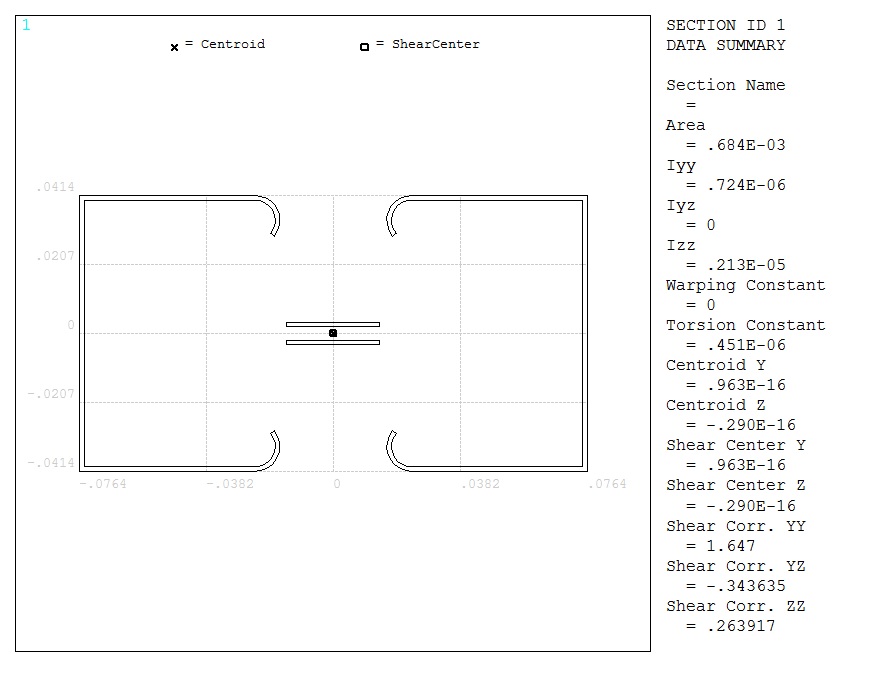 1
× = Centroid
= ShearCenter
.0414
.0207
0
-.0207
-.0414
-.0764
-.0382
0
.0382
.0764
SECTION ID 1
DATA SUMMARY
Section Name
=
Area
= .684E-03
Iyy
= .724E-06
Iyz
= 0
Izz
= .213E-05
Warping Constant
= 0
Torsion Constant
= .451E-06
Centroid Y
= .963E-16
Centroid Z
= -.290E-16
Shear Center Y
= .963E-16
Shear Center Z
= -.290E-16
Shear Corr. YY
= 1.647
Shear Corr. YZ
= -.343635
Shear Corr. ZZ
= .263917